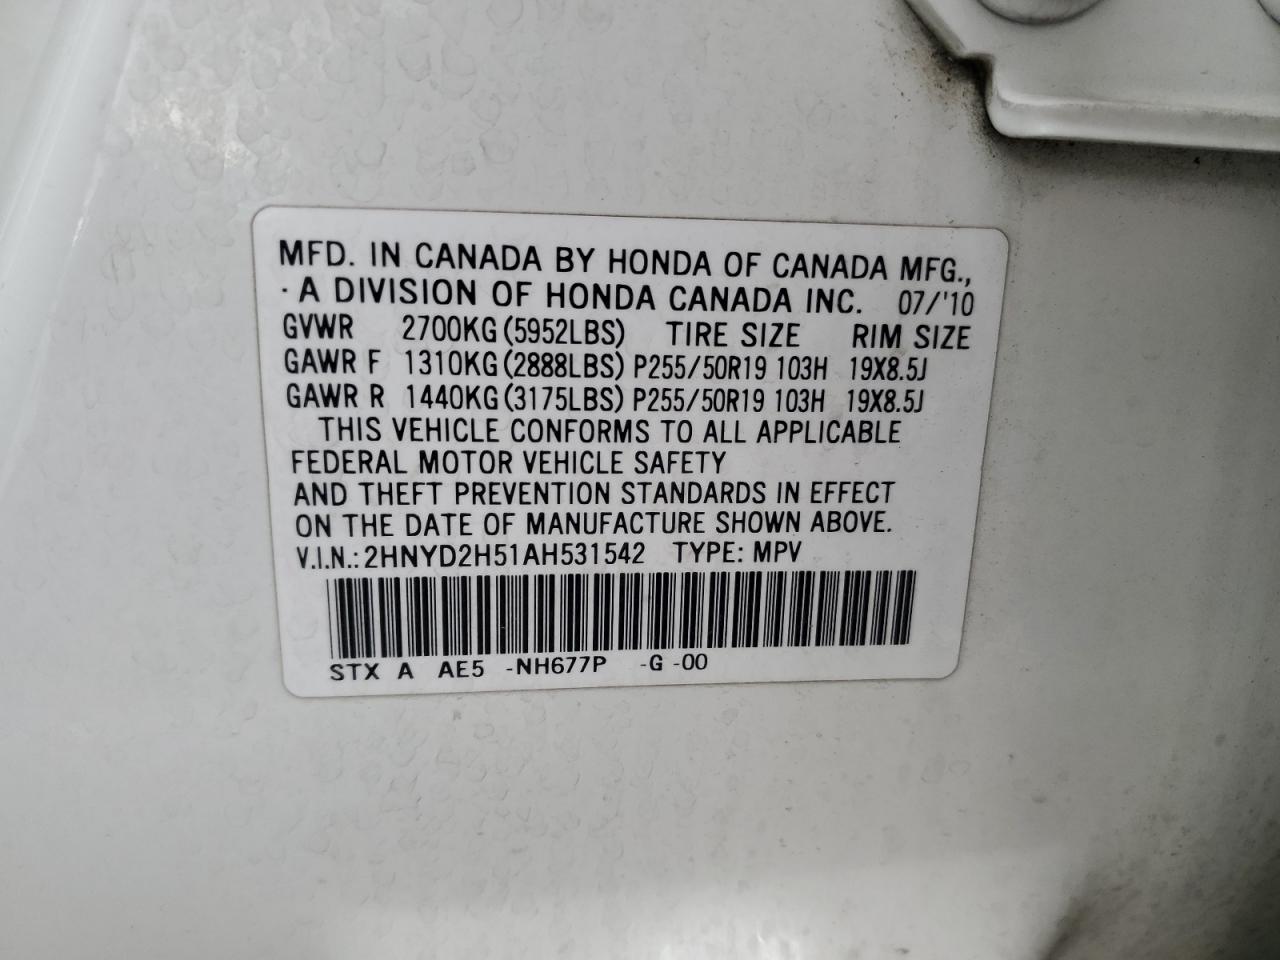 MFD. IN CANADA BY HONDA OF CANADA MFG.,
· A DIVISION OF HONDA CANADA INC. 07/'10
GVWR 2700KG(5952LBS) TIRE SIZE RIM SIZE
GAWR F 1310KG(2888LBS) P255/50R19 103H 19X8.5J
GAWR R 1440KG(3175LBS) P255/50R19 103H 19X8.5J
THIS VEHICLE CONFORMS TO ALL APPLICABLE
FEDERAL MOTOR VEHICLE SAFETY
AND THEFT PREVENTION STANDARDS IN EFFECT
ON THE DATE OF MANUFACTURE SHOWN ABOVE.
V.I.N.: 2HNYD2H51AH531542 TYPE: MPV
STX A AE5 -NH677P -G -00